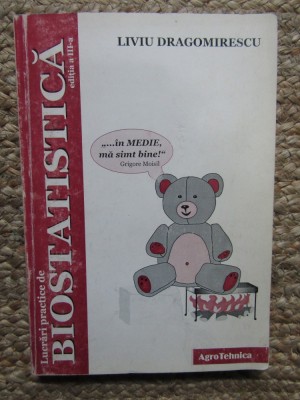 LIVIU DRAGOMIRESCU
Lucrări practice de
BIOSTATISTICĂ
ediția a III-a
„...în MEDIE,
mă simt bine!“
Grigore Moisil
AgroTehnica